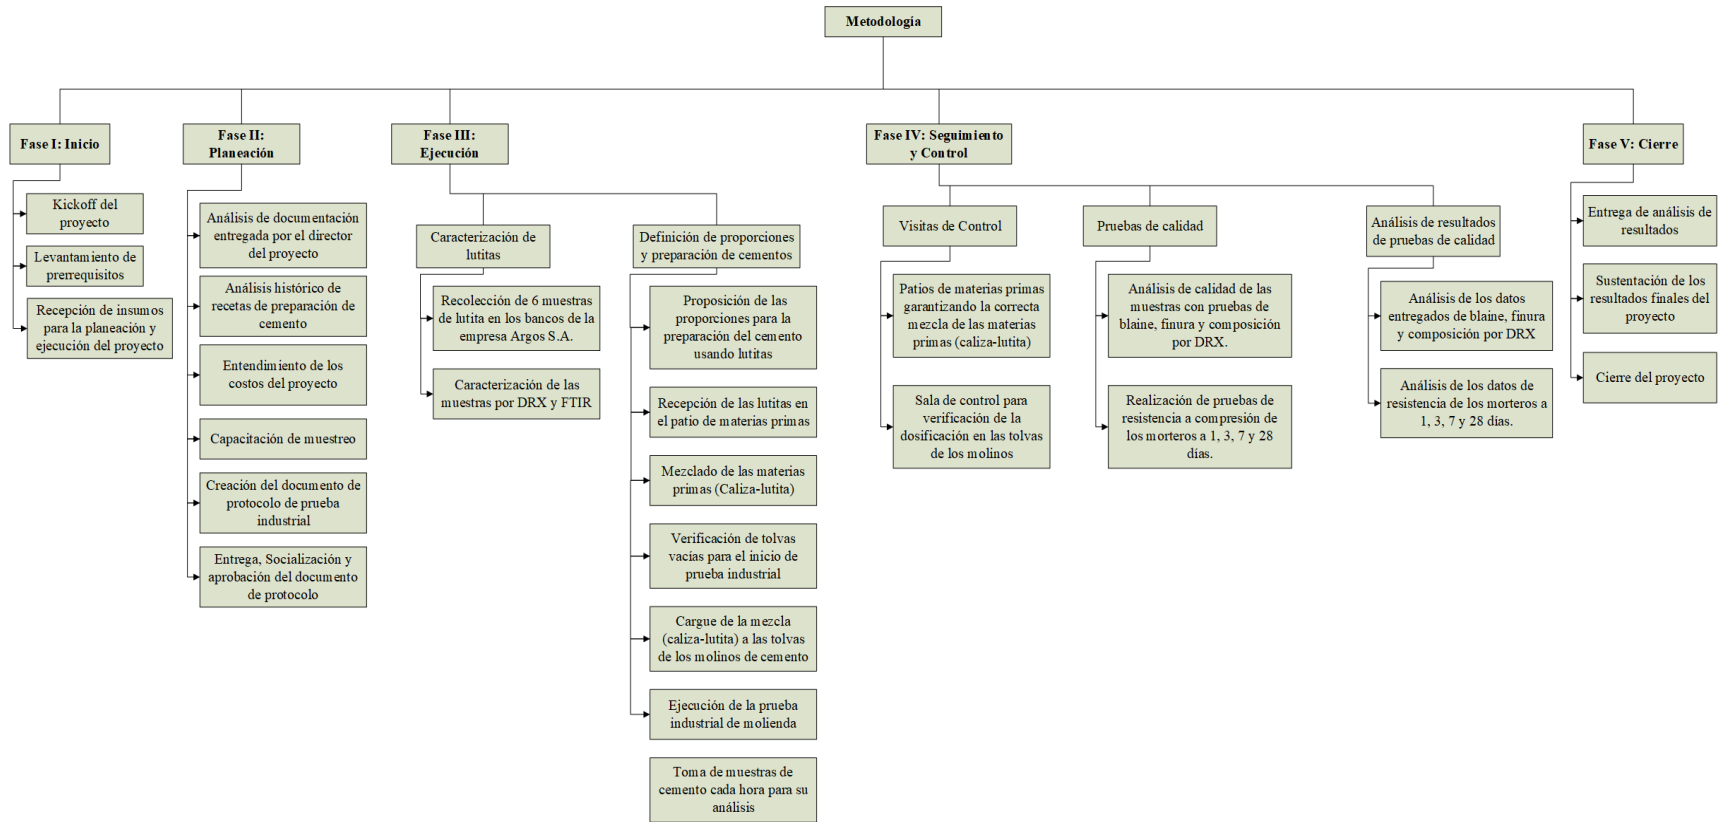 Metodología
Fase I: Inicio
Kickoff del
proyecto
Levantamiento de
prerrequisitos
Recepción de insumos
para la planeación y
ejecución del proyecto
Fase II:
Planeación
Análisis de documentación
entregada por el director
del proyecto
Análisis histórico de
recetas de preparación de
cemento
Entendimiento de los
costos del proyecto
Capacitación de muestreo
Creación del documento de
protocolo de prueba
industrial
Entrega, Socialización y
aprobación del documento
de protocolo
Fase III:
Ejecución
Caracterización de
lutitas
Recolección de 6 muestras
de lutita en los bancos de la
empresa Argos S.A.
Caracterización de las
muestras por DRX y FTIR
Definición de proporciones
y preparación de cementos
Proposición de las
proporciones para la
preparación del cemento
usando lutitas
Recepción de las lutitas en
el patio de materias primas
Mezclado de las materias
primas (Caliza-lutita)
Verificación de tolvas
vacías para el inicio de
prueba industrial
Cargue de la mezcla
(caliza-lutita) a las tolvas
de los molinos de cemento
Ejecución de la prueba
industrial de molienda
Toma de muestras de
cemento cada hora para su
análisis
Fase IV: Seguimiento
y Control
Visitas de Control
Patios de materias primas
garantizando la correcta
mezcla de las materias
primas (caliza-lutita)
Sala de control para
verificación de la
dosificación en las tolvas
de los molinos
Pruebas de calidad
Análisis de calidad de las
muestras con pruebas de
blaine, finura y composición
por DRX.
Realización de pruebas de
resistencia a compresión de
los morteros a 1, 3, 7 y 28
días.
Análisis de resultados
de pruebas de calidad
Análisis de los datos
entregados de blaine, finura
y composición por DRX
Análisis de los datos de
resistencia de los morteros a
1, 3, 7 y 28 días.
Fase V: Cierre
Entrega de análisis de
resultados
Sustentación de los
resultados finales del
proyecto
Cierre del proyecto